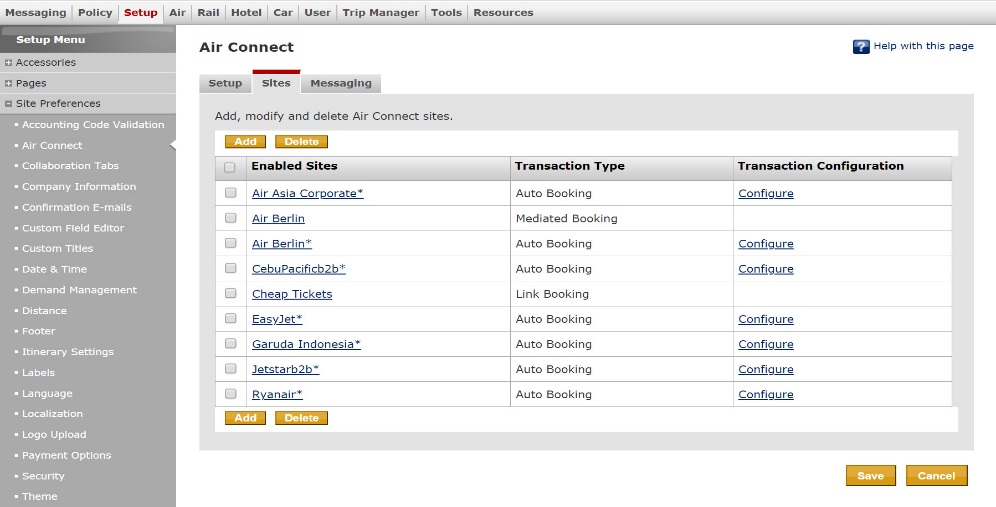 Messaging Policy Setup Air Rail Hotel Car User Trip Manager Tools Resources
Setup Menu
Accessories
Pages
Site Preferences
Accounting Code Validation
Air Connect
Collaboration Tabs
Company Information
Confirmation E-mails
Custom Field Editor
Custom Titles
Date & Time
Demand Management
Distance
Footer
Itinerary Settings
Labels
Language
Localization
Logo Upload
Payment Options
Security
Theme
Air Connect
? Help with this page
Setup Sites Messaging
Add, modify and delete Air Connect sites.
Add Delete
Enabled Sites Transaction Type Transaction Configuration
Air Asia Corporate* Auto Booking Configure
Air Berlin Mediated Booking
Air Berlin* Auto Booking Configure
CebuPacificb2b* Auto Booking Configure
Cheap Tickets Link Booking
EasyJet* Auto Booking Configure
Garuda Indonesia* Auto Booking Configure
Jetstarb2b* Auto Booking Configure
Ryanair* Auto Booking Configure
Add Delete
Save Cancel